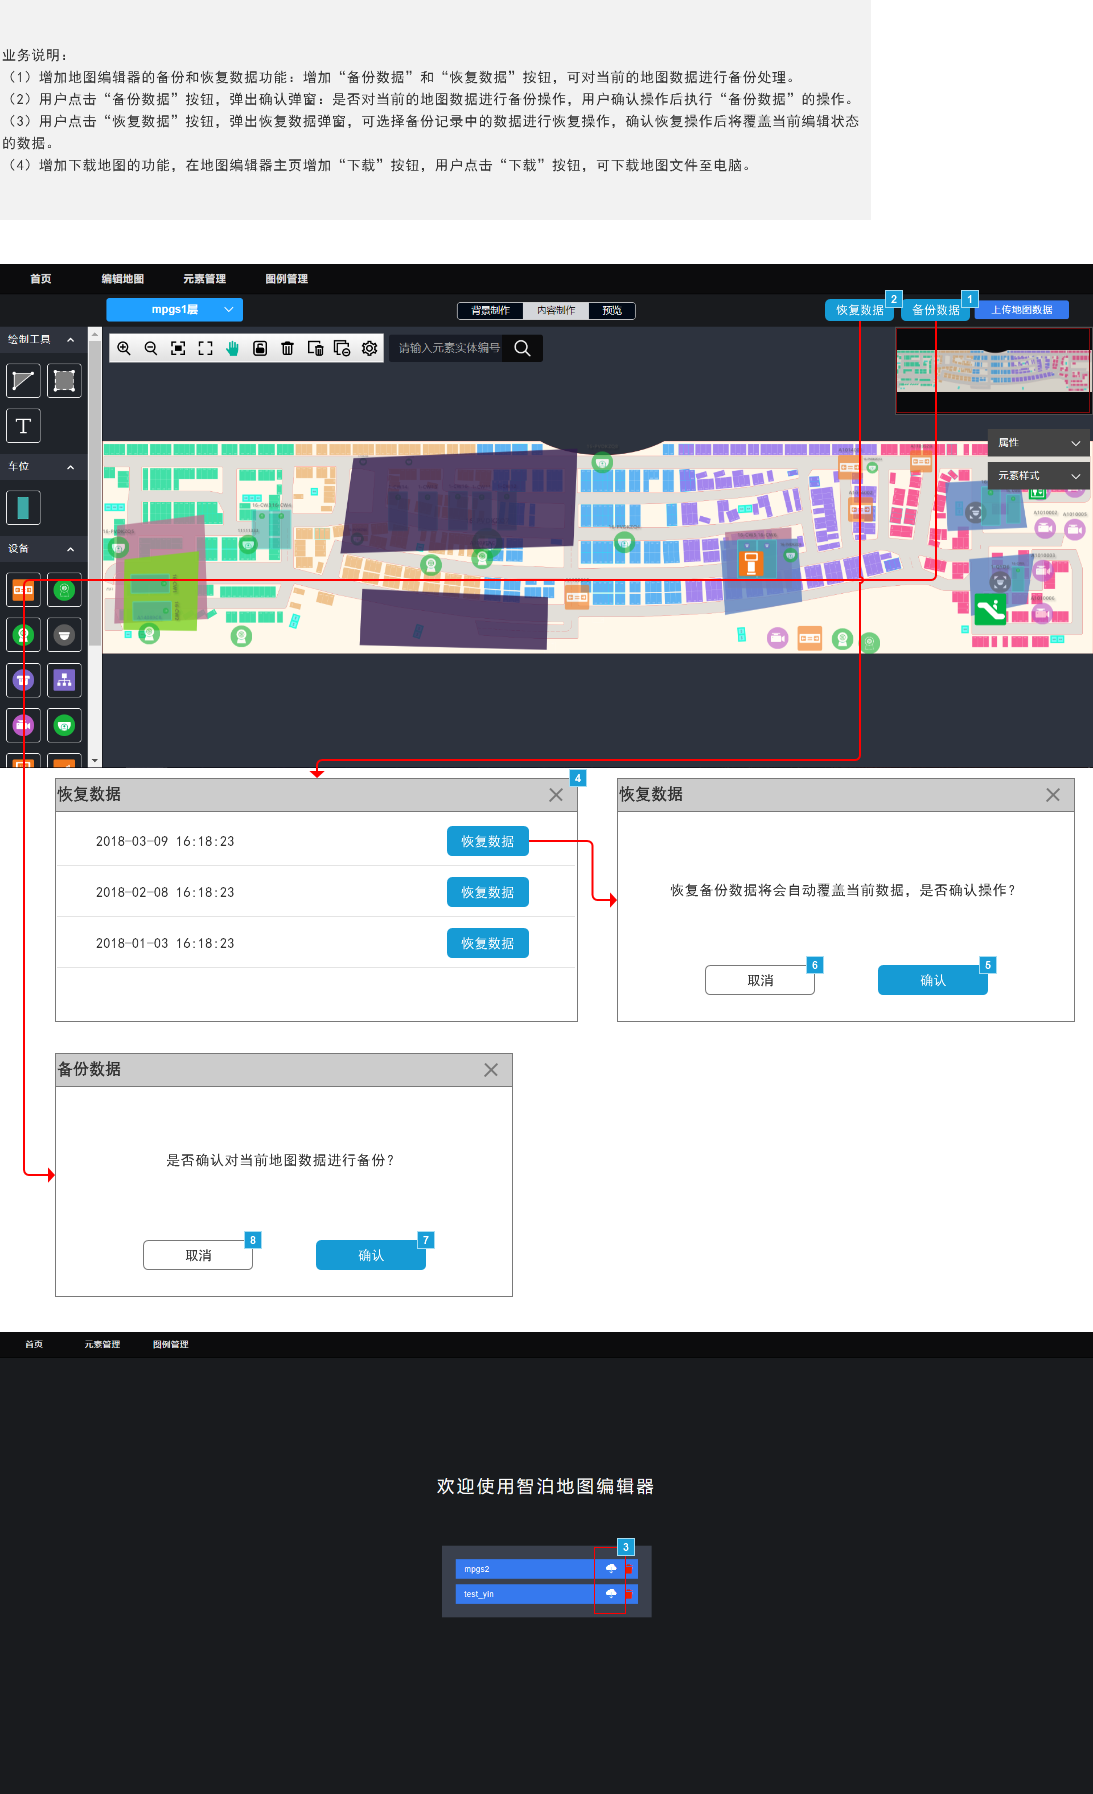 业务说明：
（1）增加地图编辑器的备份和恢复数据功能：增加“备份数据”和“恢复数据”按钮，可对当前的地图数据进行备份处理。
（2）用户点击“备份数据”按钮，弹出确认弹窗：是否对当前的地图数据进行备份操作，用户确认操作后执行“备份数据”的操作。
（3）用户点击“恢复数据”按钮，弹出恢复数据弹窗，可选择备份记录中的数据进行恢复操作，确认恢复操作后将覆盖当前编辑状态
的数据。
（4）增加下载地图的功能，在地图编辑器主页增加“下载”按钮，用户点击“下载”按钮，可下载地图文件至电脑。
首页 编辑地图 元素管理 图例管理
mpgs1层 背景制作 内容制作 预览 恢复数据 2 备份数据 1 上传地图数据
绘制工具 请输入元素实体编号
T
属性
车位 元素样式
设备
恢复数据 4
2018-03-09 16:18:23 恢复数据
2018-02-08 16:18:23 恢复数据
2018-01-03 16:18:23 恢复数据
恢复数据
恢复备份数据将会自动覆盖当前数据，是否确认操作？
取消 6 确认 5
备份数据
是否确认对当前地图数据进行备份？
取消 8 确认 7
首页 元素管理 图例管理
欢迎使用智泊地图编辑器
3
mpgs2
test_yin